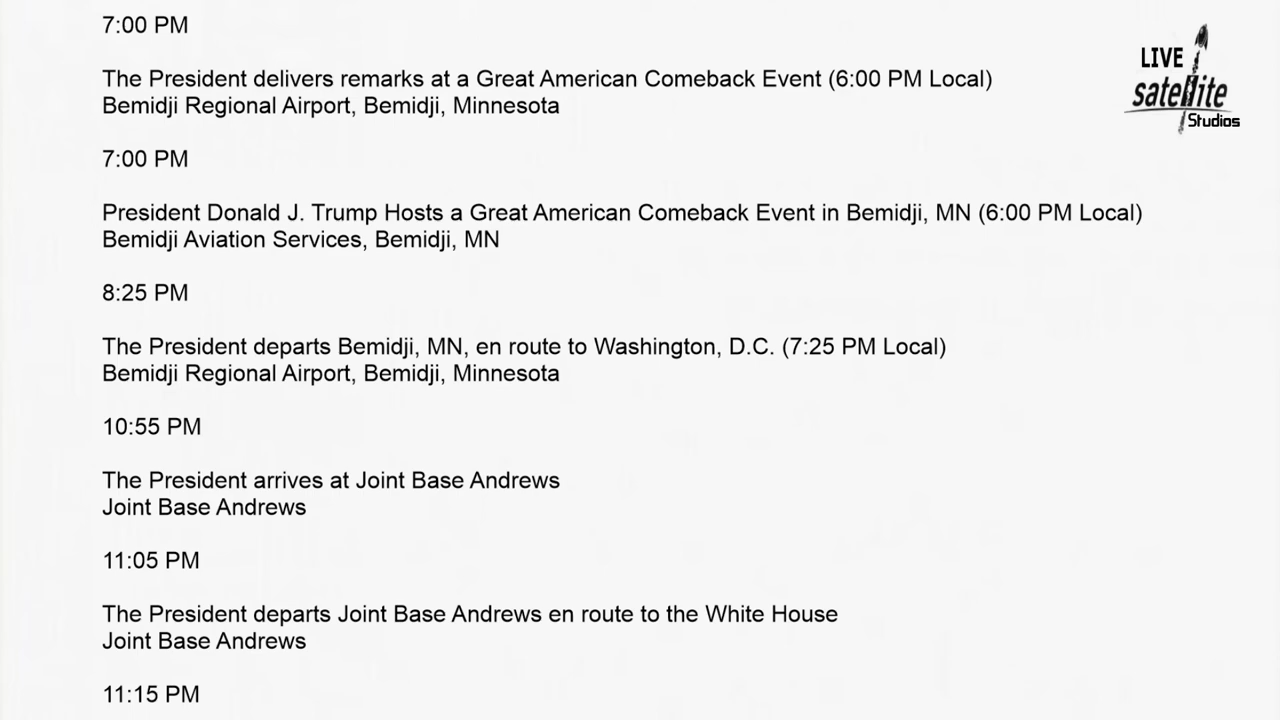 7:00 PM
The President delivers remarks at a Great American Comeback Event (6:00 PM Local)
Bemidji Regional Airport, Bemidji, Minnesota
7:00 PM
President Donald J. Trump Hosts a Great American Comeback Event in Bemidji, MN (6:00 PM Local)
Bemidji Aviation Services, Bemidji, MN
8:25 PM
The President departs Bemidji, MN, en route to Washington, D.C. (7:25 PM Local)
Bemidji Regional Airport, Bemidji, Minnesota
10:55 PM
The President arrives at Joint Base Andrews
Joint Base Andrews
11:05 PM
The President departs Joint Base Andrews en route to the White House
Joint Base Andrews
11:15 PM
LIVE
satellite
Studios